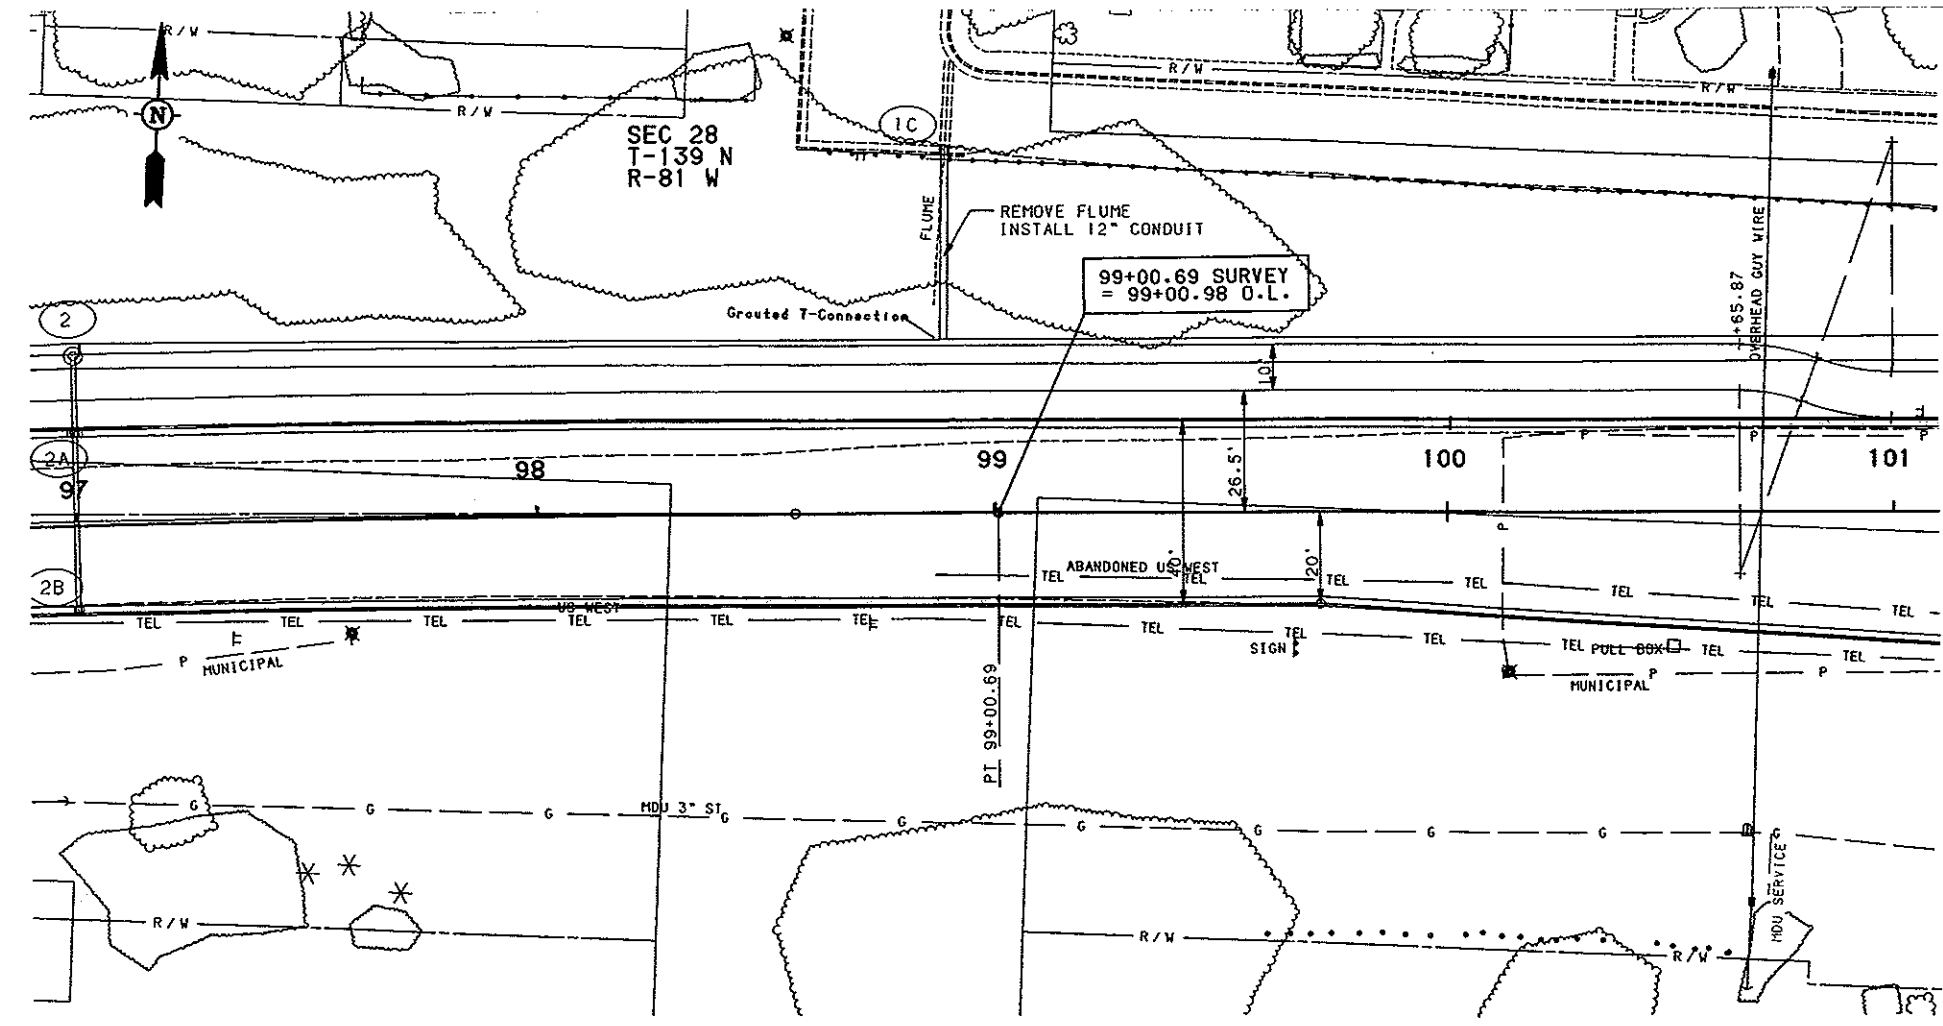 R/W
R/W
R/W
R/W
N
1C
SEC 28
T-139 N
R-81 W
FLUME
REMOVE FLUME
INSTALL 12" CONDUIT
99+00.69 SURVEY
= 99+00.98 O.L.
Grouted T-Connection
+65.87
OVERHEAD GUY WIRE
2
10'
2A
97
98
99
26.5'
100
101
P
P
P
P
2B
40'
20'
ABANDONED US WEST
TEL
TEL
TEL
TEL
TEL
TEL
TEL
US WEST
TEL
TEL
TEL
TEL
TEL
TEL
TEL
TEL
TEL
TEL
TEL
TEL
TEL
P
MUNICIPAL
SIGN
PULL BOX
MUNICIPAL
P
P
PT 99+00.69
G
G
G
MDU 3" ST
G
G
G
G
G
G
G
MDU SERVICE
R/W
R/W
R/W